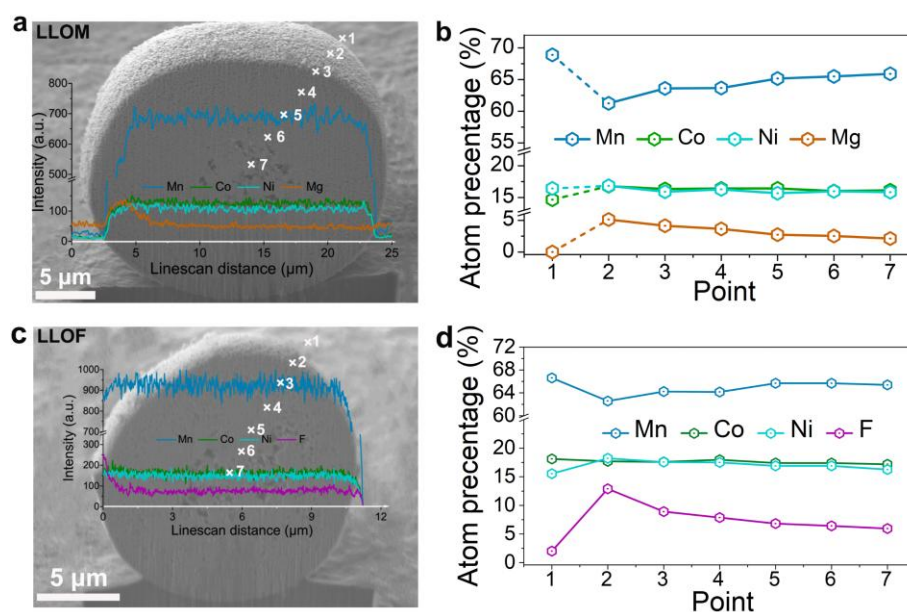 a
LLOM
1
2
3
4
5
6
7
800
700
600
500
100
0
Intensity (a.u.)
Mn Co Ni Mg
0 5 10 15 20 25
Linescan distance (μm)
5 μm
b
70
65
60
55
20
15
5
0
Atom precentage (%)
Mn Co Ni Mg
1 2 3 4 5 6 7
Point
c
LLOF
1
2
3
4
5
6
7
1000
900
800
700
300
200
100
0
Intensity (a.u.)
Mn Co Ni F
0 3 6 9 12
Linescan distance (μm)
5 μm
d
72
68
64
60
20
15
10
5
0
Atom precentage (%)
Mn Co Ni F
1 2 3 4 5 6 7
Point